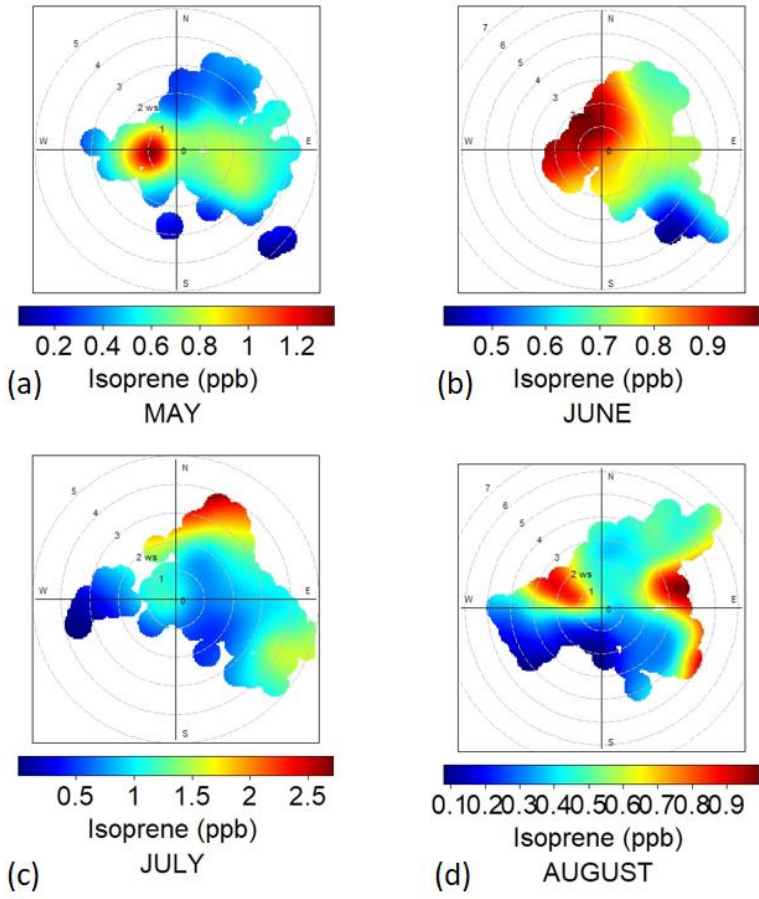 N
5
4
3
2 ws
1
0
W
E
S
0.2 0.4 0.6 0.8 1 1.2
Isoprene (ppb)
(a)
MAY
N
7
6
5
4
3
2
0
W
E
S
0.5 0.6 0.7 0.8 0.9
Isoprene (ppb)
(b)
JUNE
N
5
4
3
2 ws
1
0
W
E
S
0.5 1 1.5 2 2.5
Isoprene (ppb)
(c)
JULY
N
7
6
5
4
3
2 ws
1
0
W
E
S
0.10.20.30.40.50.60.70.80.9
Isoprene (ppb)
(d)
AUGUST